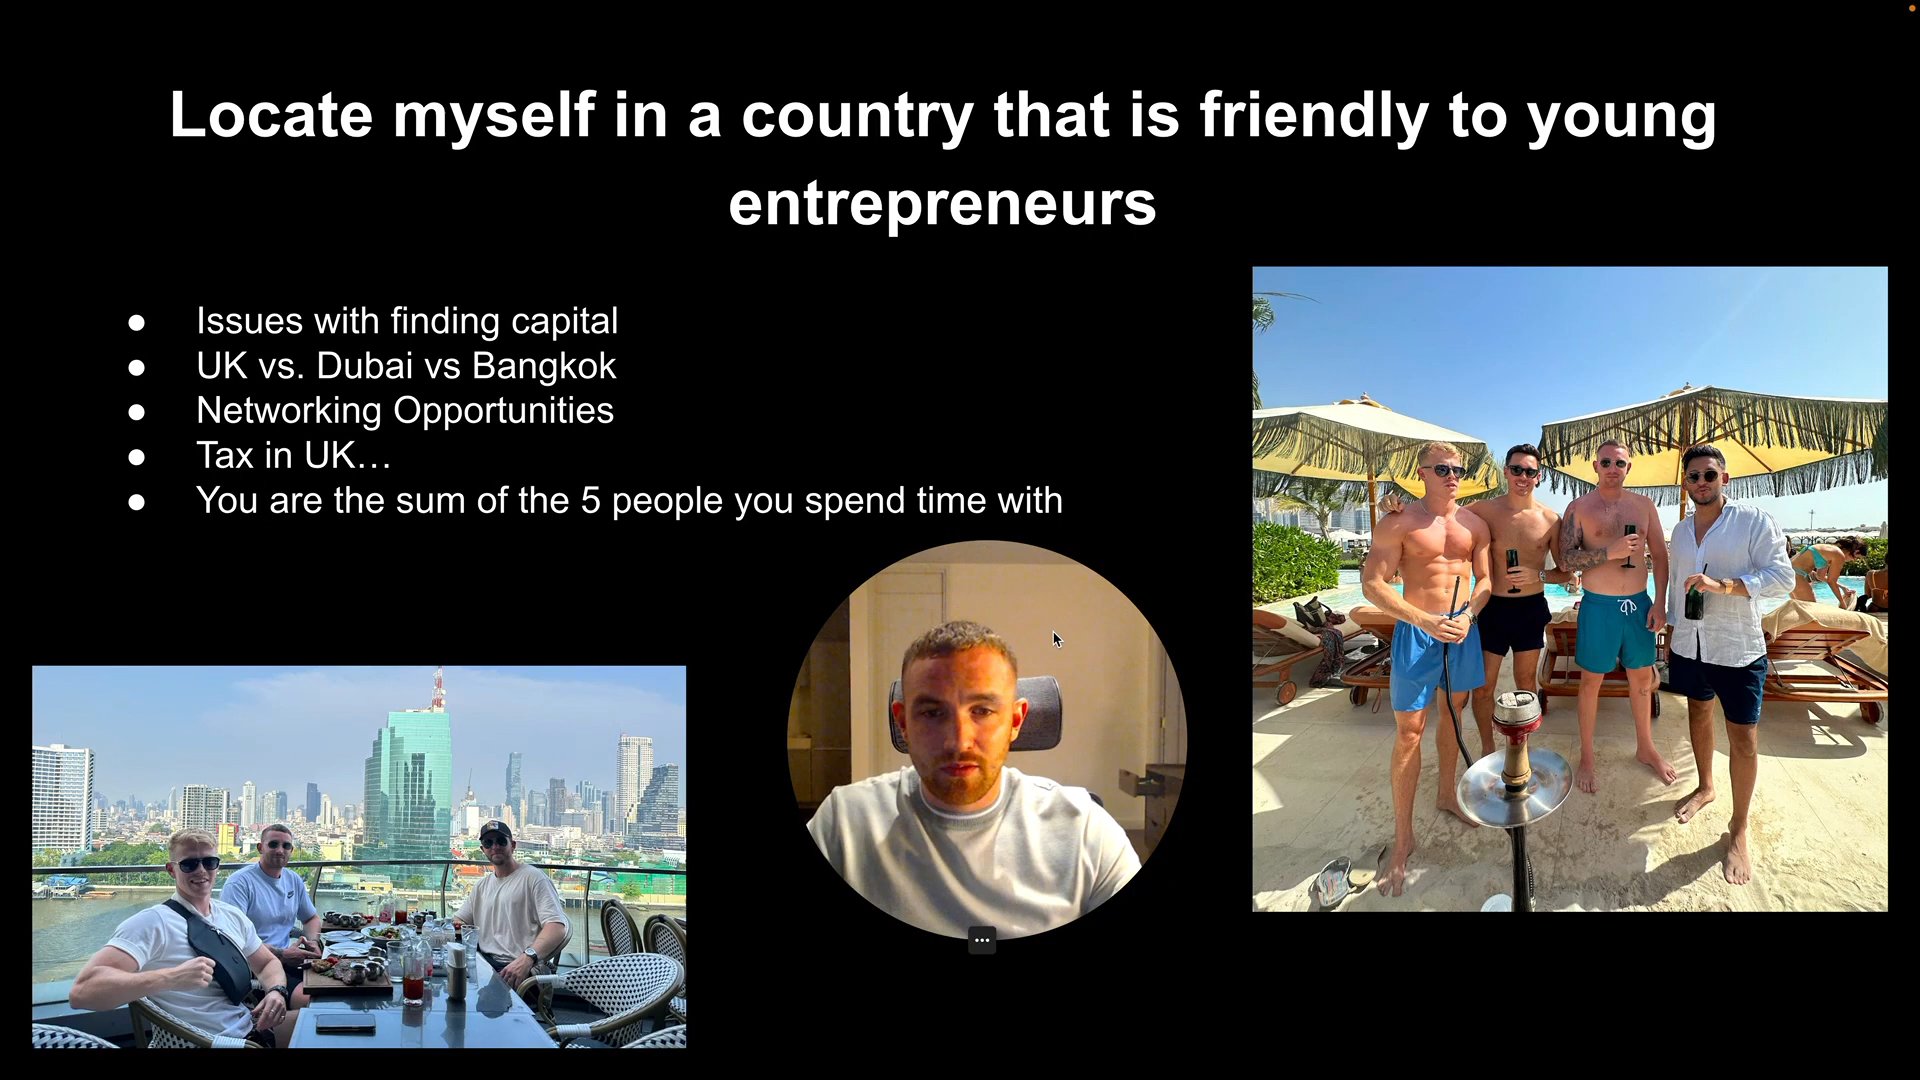 Locate myself in a country that is friendly to young
entrepreneurs
● Issues with finding capital
● UK vs. Dubai vs Bangkok
● Networking Opportunities
● Tax in UK…
● You are the sum of the 5 people you spend time with